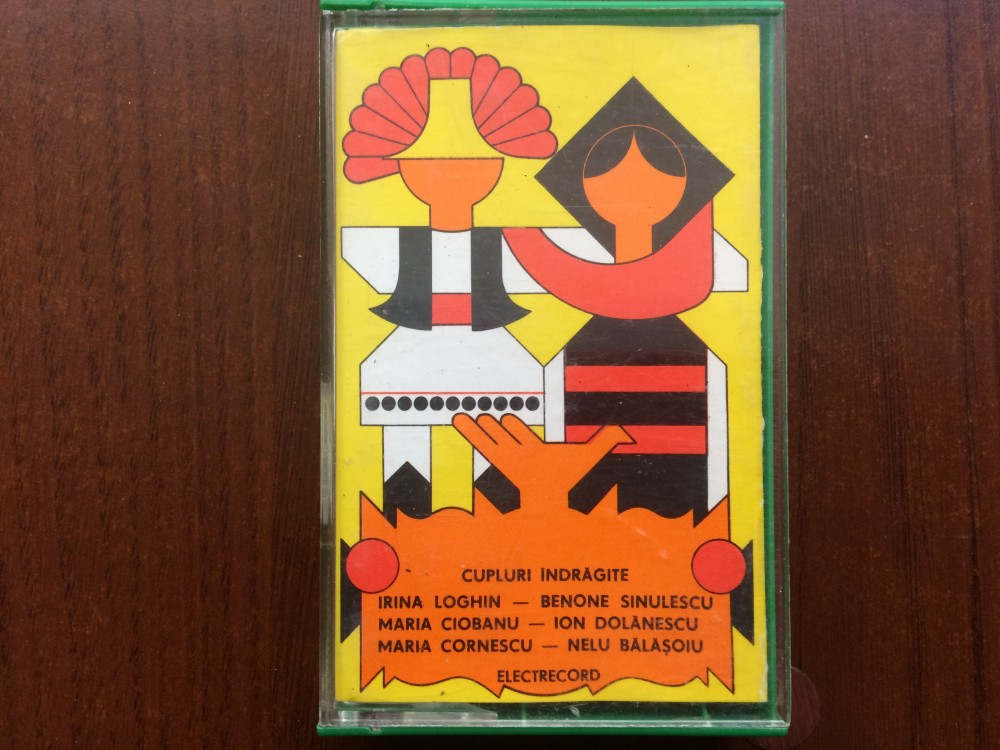 CUPLURI ÎNDRĂGITE
IRINA LOGHIN — BENONE SINULESCU
MARIA CIOBANU — ION DOLĂNESCU
MARIA CORNESCU — NELU BĂLĂȘOIU
ELECTRECORD